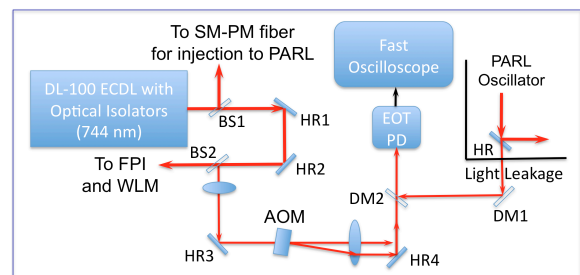 To SM-PM fiber
for injection to PARL
Fast
Oscilloscope
PARL
Oscillator
DL-100 ECDL with
Optical Isolators
(744 nm)
BS1
HR1
EOT
PD
HR
BS2
To FPI
and WLM
HR2
Light Leakage
DM2
DM1
AOM
HR3
HR4